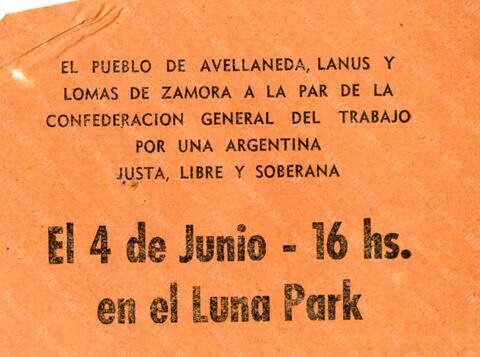 EL PUEBLO DE AVELLANEDA, LANUS Y
LOMAS DE ZAMORA A LA PAR DE LA
CONFEDERACION GENERAL DEL TRABAJO
POR UNA ARGENTINA
JUSTA, LIBRE Y SOBERANA
El 4 de Junio - 16 hs.
en el Luna Park